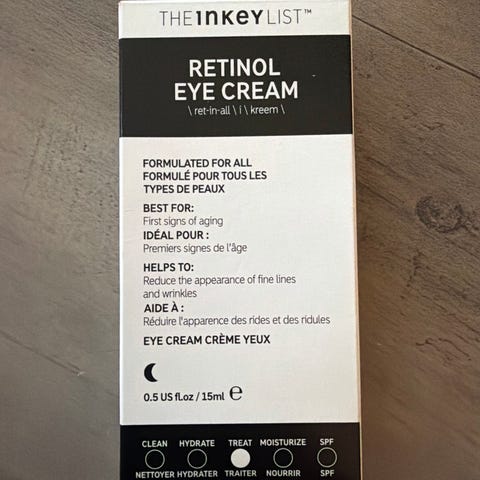 THE INKEY LIST™
RETINOL
EYE CREAM
\ ret-in-all \ ī \ kreem \
FORMULATED FOR ALL
FORMULÉ POUR TOUS LES
TYPES DE PEAUX
BEST FOR:
First signs of aging
IDÉAL POUR :
Premiers signes de l'âge
HELPS TO:
Reduce the appearance of fine lines
and wrinkles
AIDE À :
Réduire l'apparence des rides et des ridules
EYE CREAM CRÈME YEUX
0.5 US fl.oz / 15ml ℮
CLEAN HYDRATE TREAT MOISTURIZE SPF
NETTOYER HYDRATER TRAITER NOURRIR SPF